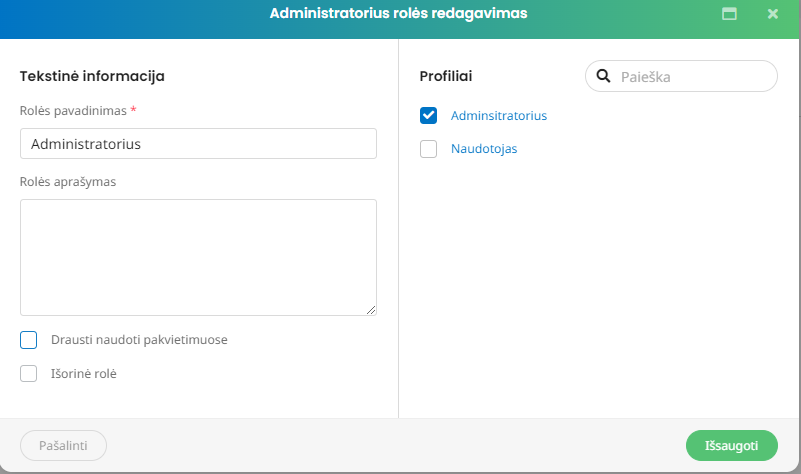 Administratorius rolės redagavimas
Tekstinė informacija
Rolės pavadinimas *
Administratorius
Rolės aprašymas
Drausti naudoti pakvietimuose
Išorinė rolė
Profiliai
Paieška
Adminsitratorius
Naudotojas
Pašalinti
Išsaugoti